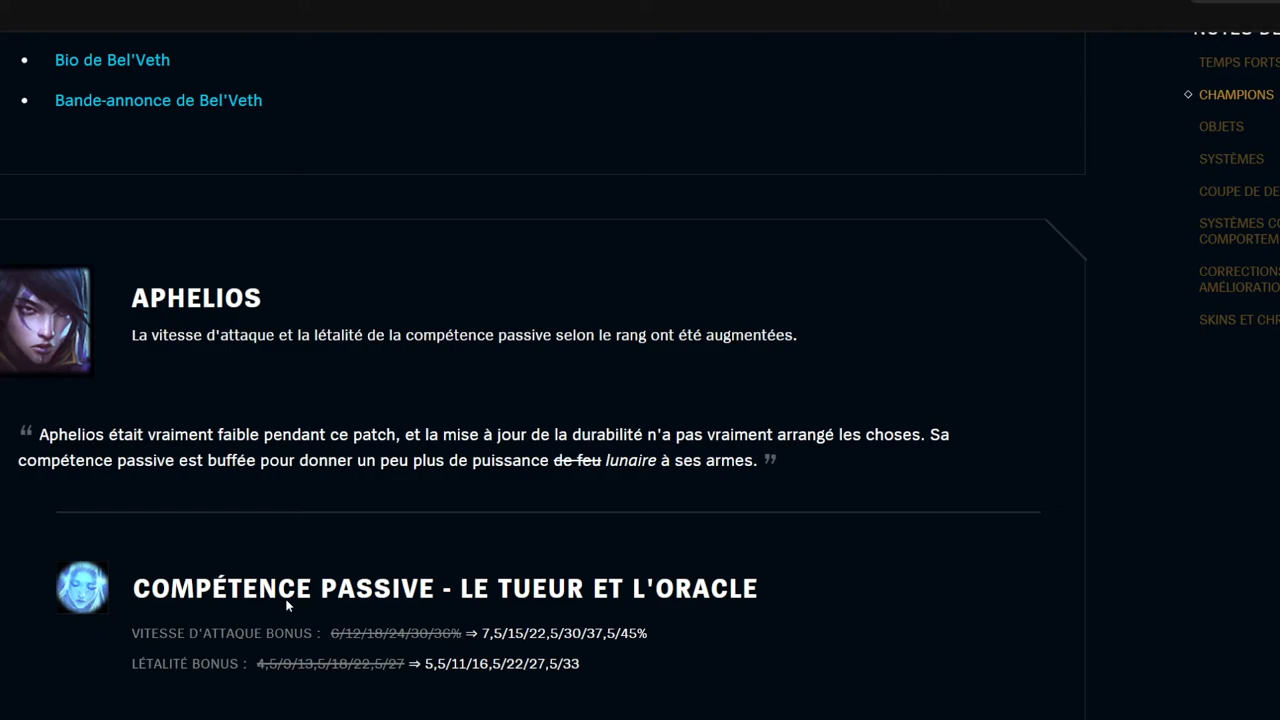 Bio de Bel'Veth
Bande-annonce de Bel'Veth
APHELIOS
La vitesse d'attaque et la létalité de la compétence passive selon le rang ont été augmentées.
“ Aphelios était vraiment faible pendant ce patch, et la mise à jour de la durabilité n'a pas vraiment arrangé les choses. Sa
compétence passive est buffée pour donner un peu plus de puissance de feu lunaire à ses armes. ”
COMPÉTENCE PASSIVE - LE TUEUR ET L'ORACLE
VITESSE D'ATTAQUE BONUS : 6/12/18/24/30/36% ⇒ 7,5/15/22,5/30/37,5/45%
LÉTALITÉ BONUS : 4,5/9/13,5/18/22,5/27 ⇒ 5,5/11/16,5/22/27,5/33
TEMPS FORTS
CHAMPIONS
OBJETS
SYSTÈMES
COUPE DE DE
SYSTÈMES CO
COMPORTEM
CORRECTIONS
AMÉLIORATIO
SKINS ET CHR